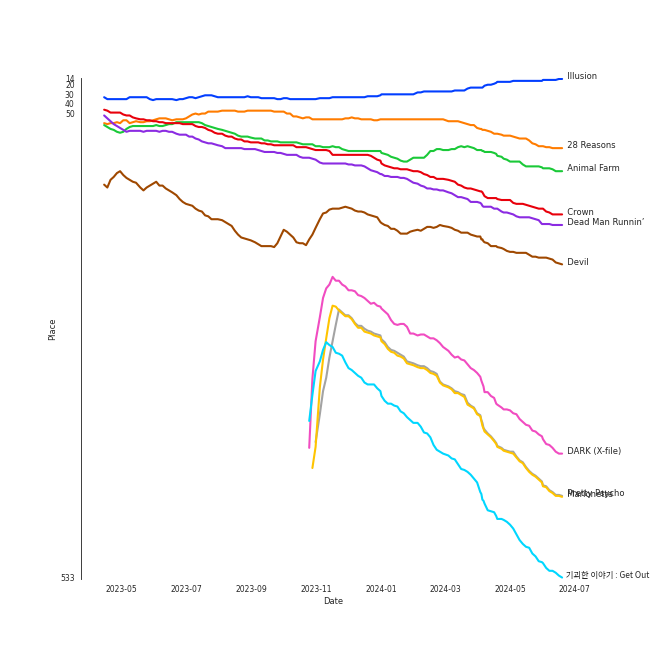 14
20
30
40
50
533
Place
Illusion
28 Reasons
Animal Farm
Crown
Dead Man Runnin’
Devil
DARK (X-file)
Pretty Psycho
Marionette
기괴한 이야기 : Get Out
2023-05 2023-07 2023-09 2023-11 2024-01 2024-03 2024-05 2024-07
Date